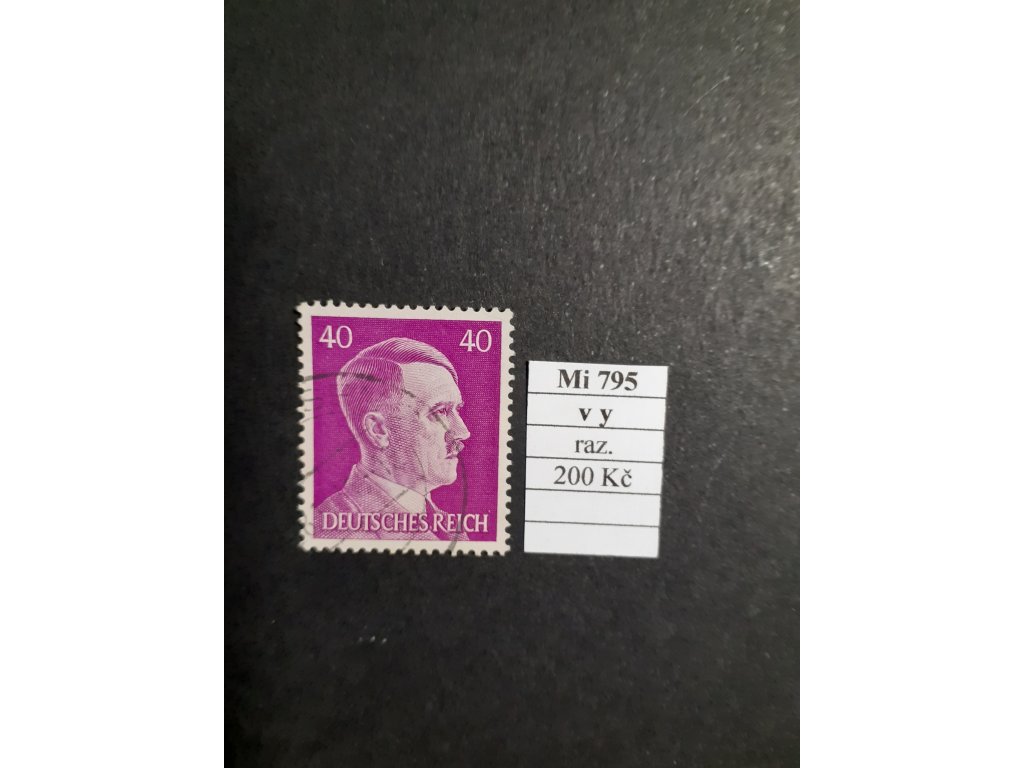 40 40
DEUTSCHES REICH
Mi 795
v y
raz.
200 Kč